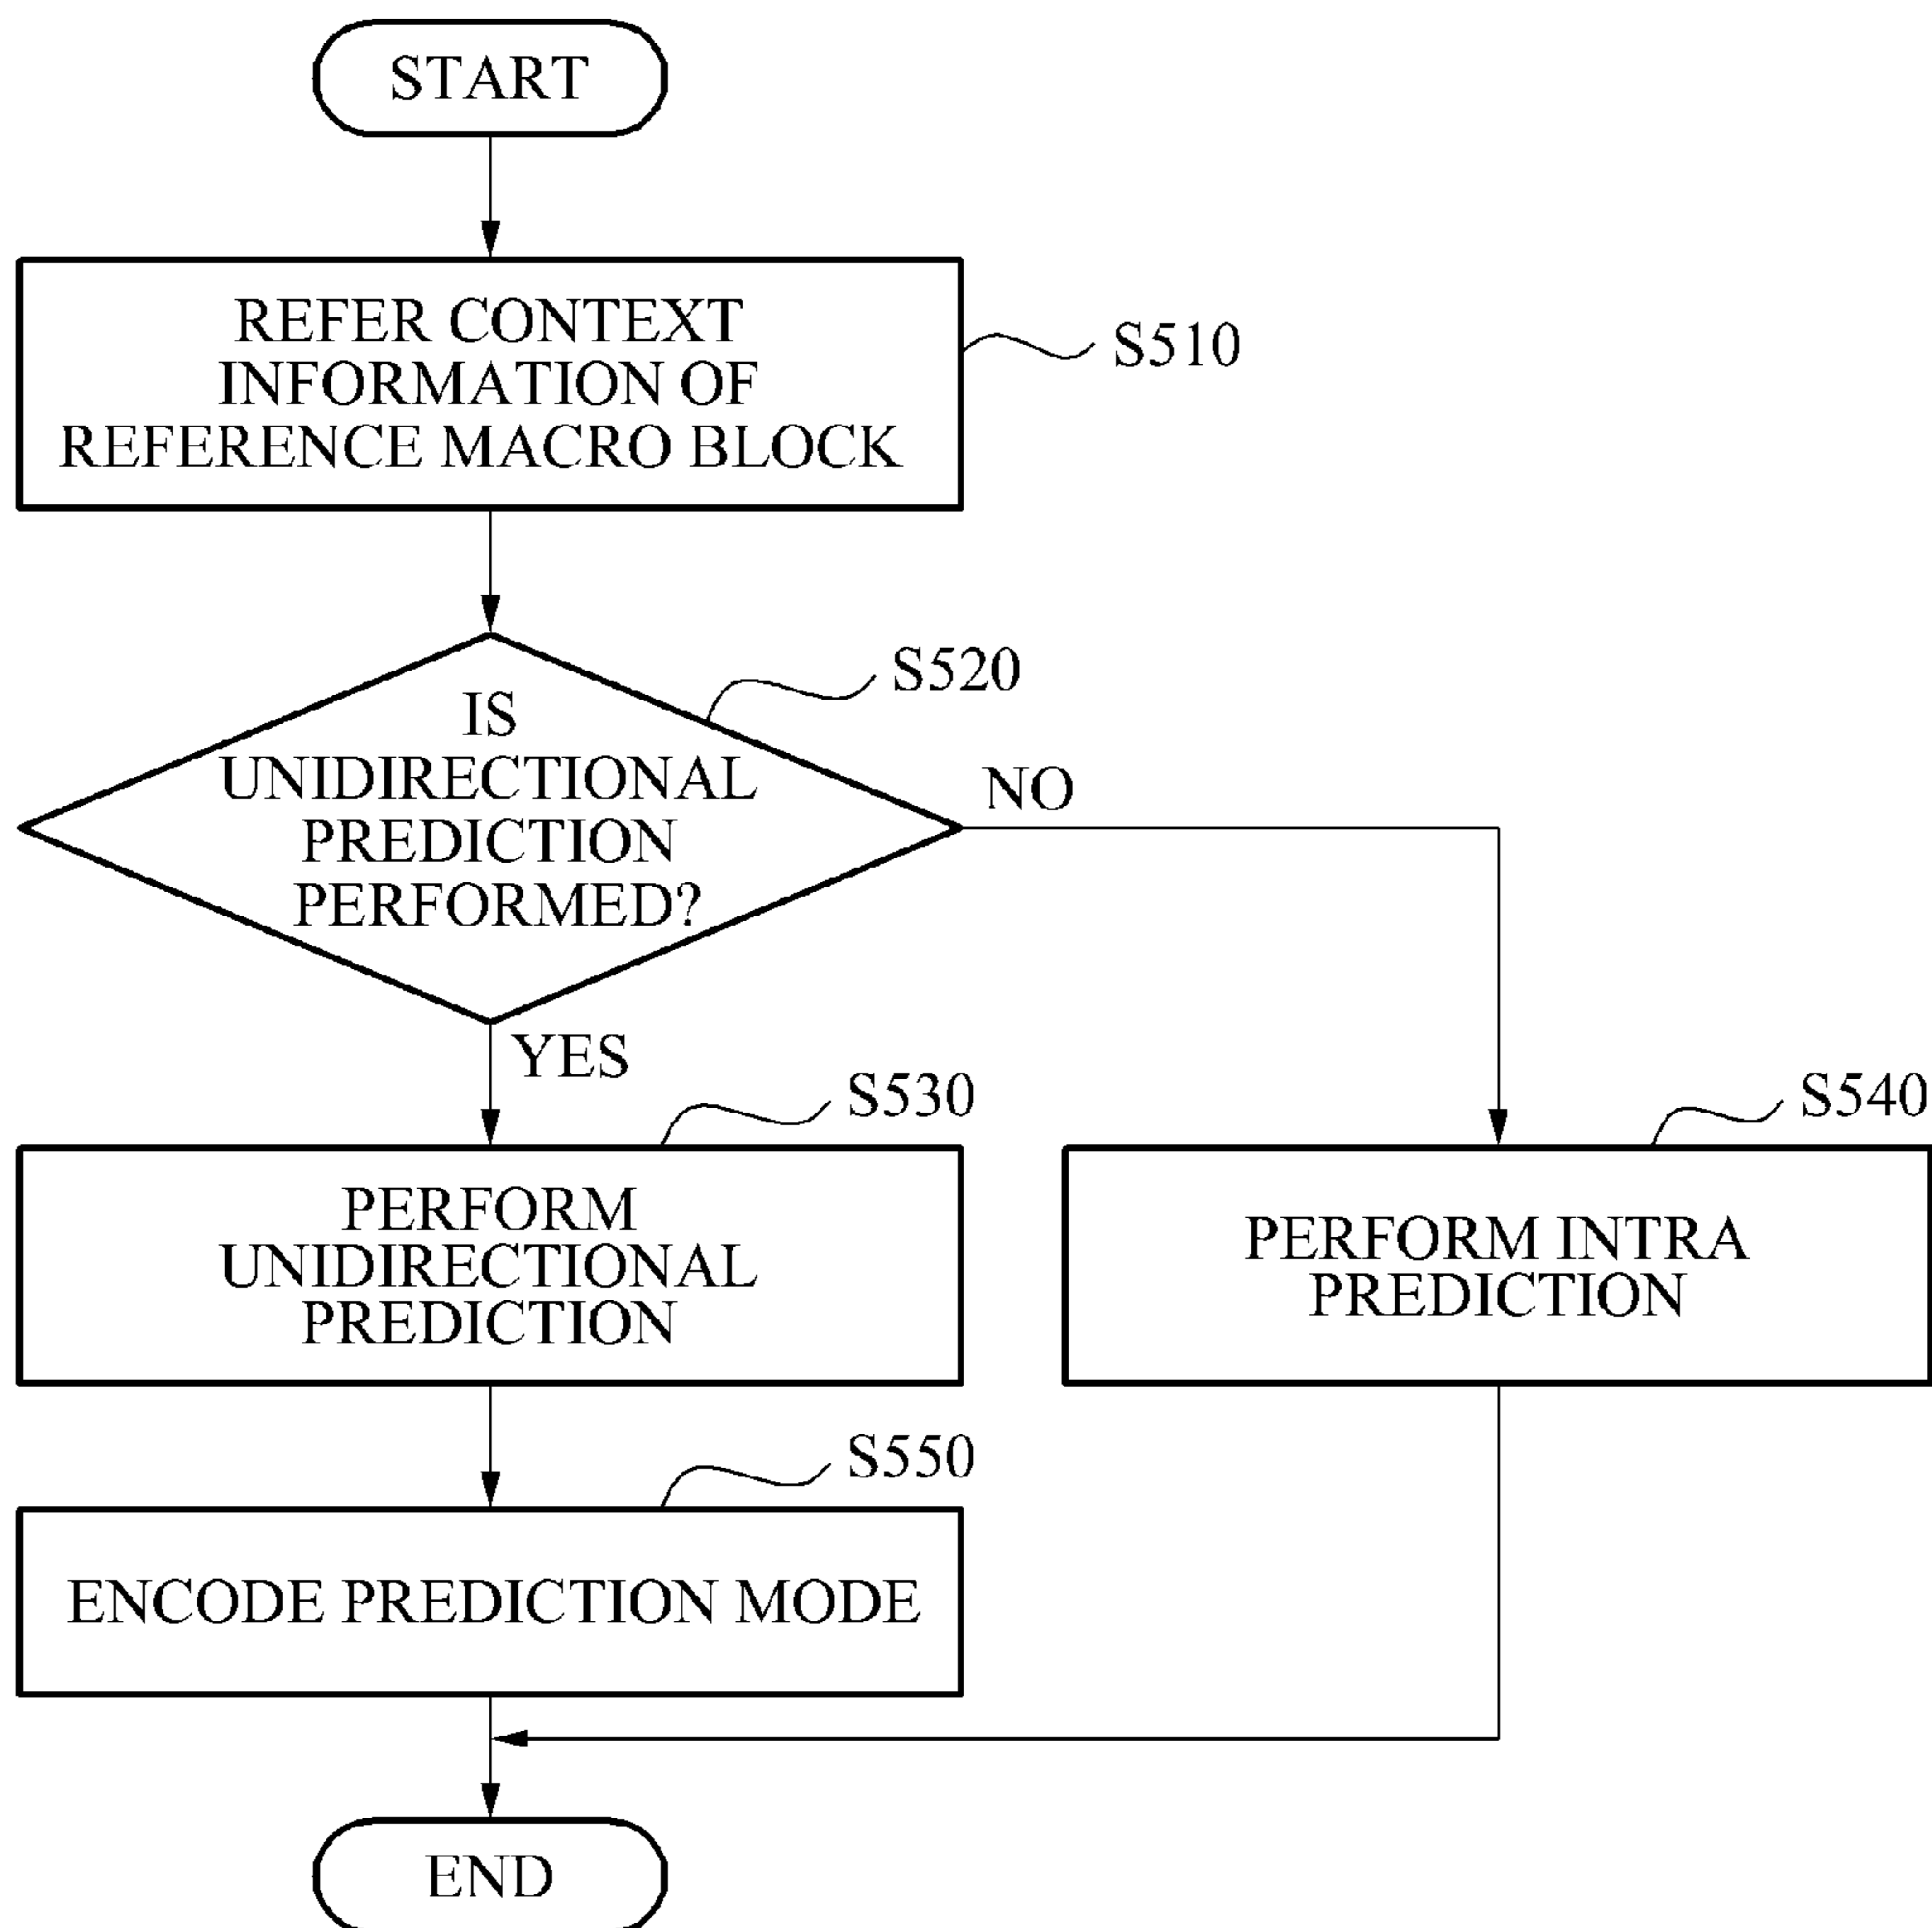 START
REFER CONTEXT
INFORMATION OF
REFERENCE MACRO BLOCK
S510
S520
IS
UNIDIRECTIONAL
PREDICTION
PERFORMED?
NO
YES
S530
PERFORM
UNIDIRECTIONAL
PREDICTION
S540
PERFORM INTRA
PREDICTION
S550
ENCODE PREDICTION MODE
END